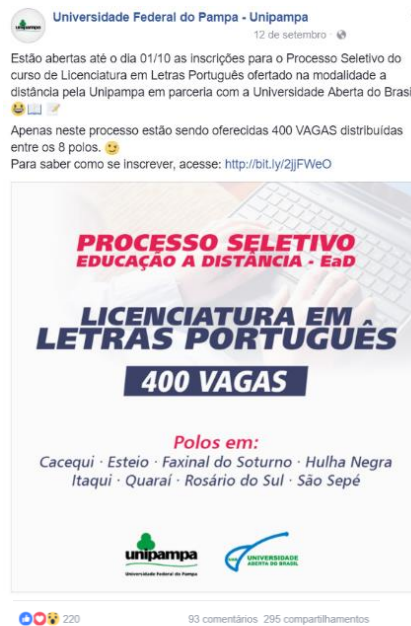 Universidade Federal do Pampa - Unipampa
12 de setembro ·
Estão abertas até o dia 01/10 as inscrições para o Processo Seletivo do
curso de Licenciatura em Letras Português ofertado na modalidade a
distância pela Unipampa em parceria com a Universidade Aberta do Brasil
😃📖📝
Apenas neste processo estão sendo oferecidas 400 VAGAS distribuídas
entre os 8 polos. 😉
Para saber como se inscrever, acesse: http://bit.ly/2jjFWeO
PROCESSO SELETIVO
EDUCAÇÃO A DISTÂNCIA - EaD
LICENCIATURA EM
LETRAS PORTUGUÊS
400 VAGAS
Polos em:
Cacequi · Esteio · Faxinal do Soturno · Hulha Negra
Itaqui · Quaraí · Rosário do Sul · São Sepé
unipampa
Universidade Federal do Pampa
UNIVERSIDADE
ABERTA DO BRASIL
220
93 comentários 295 compartilhamentos